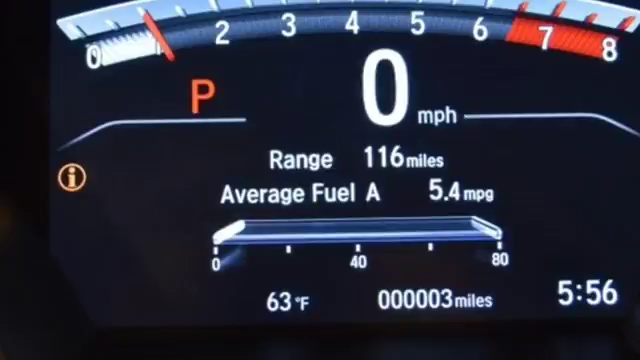 0 1 2 3 4 5 6 7 8
P 0 mph
Range 116 miles
i
Average Fuel A 5.4 mpg
0 40 80
63°F 000003 miles 5:56